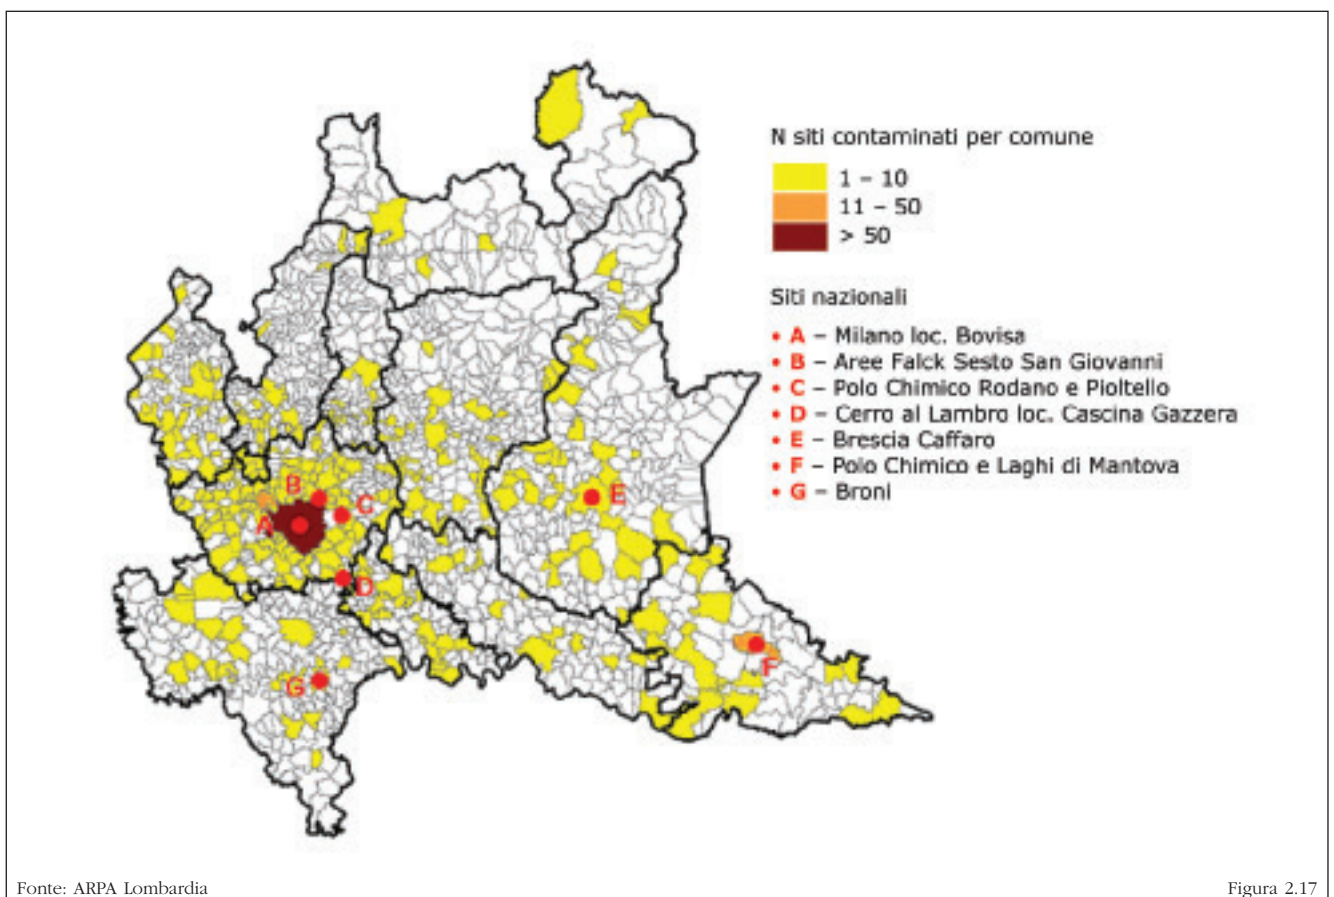 N siti contaminati per comune
1 – 10
11 – 50
> 50
Siti nazionali
• A – Milano loc. Bovisa
• B – Aree Falck Sesto San Giovanni
• C – Polo Chimico Rodano e Pioltello
• D – Cerro al Lambro loc. Cascina Gazzera
• E – Brescia Caffaro
• F – Polo Chimico e Laghi di Mantova
• G – Broni
B
C
E
A
D
F
G
Fonte: ARPA Lombardia
Figura 2.17